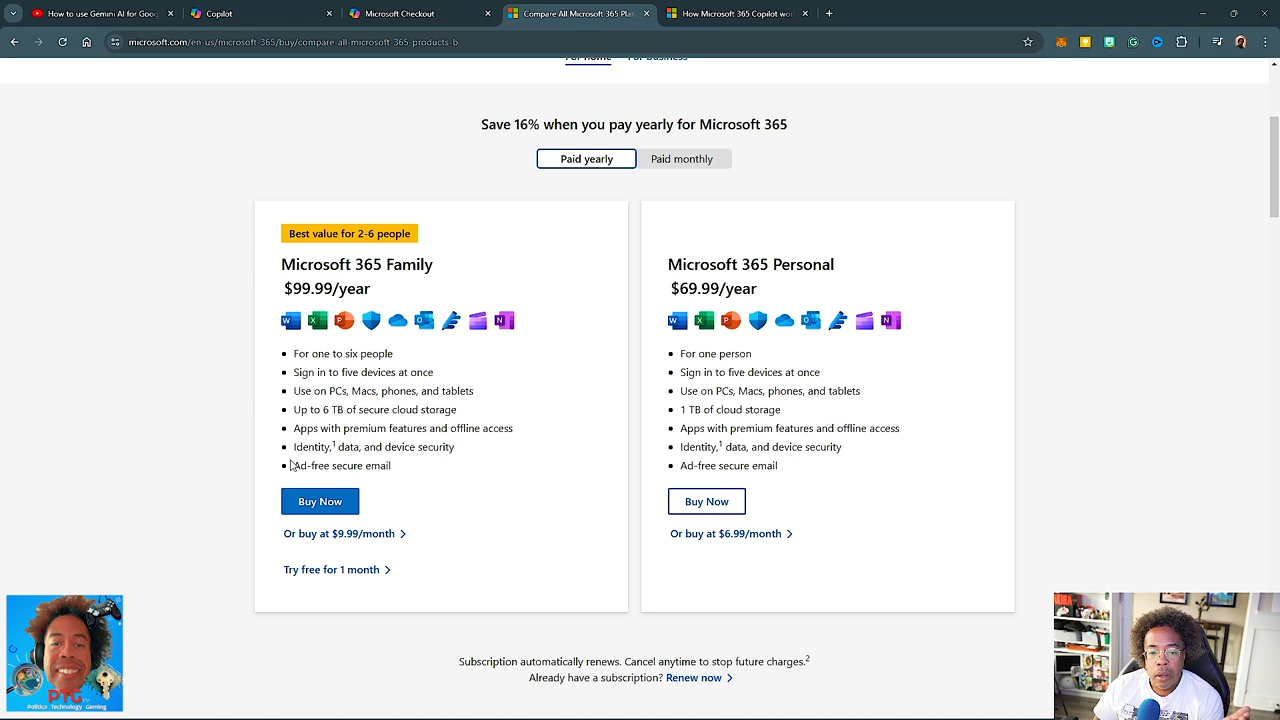 How to use Gemini AI for Goog
Copilot
Microsoft Checkout
Compare All Microsoft 365 Plan
How Microsoft 365 Copilot wor
microsoft.com/en-us/microsoft-365/buy/compare-all-microsoft-365-products-b
For home For business
Save 16% when you pay yearly for Microsoft 365
Paid yearly Paid monthly
Best value for 2-6 people
Microsoft 365 Family
$99.99/year
For one to six people
Sign in to five devices at once
Use on PCs, Macs, phones, and tablets
Up to 6 TB of secure cloud storage
Apps with premium features and offline access
Identity,1 data, and device security
Ad-free secure email
Buy Now
Or buy at $9.99/month
Try free for 1 month
Microsoft 365 Personal
$69.99/year
For one person
Sign in to five devices at once
Use on PCs, Macs, phones, and tablets
1 TB of cloud storage
Apps with premium features and offline access
Identity,1 data, and device security
Ad-free secure email
Buy Now
Or buy at $6.99/month
Subscription automatically renews. Cancel anytime to stop future charges.2
Already have a subscription? Renew now
PTG TV
Politics Technology Gaming